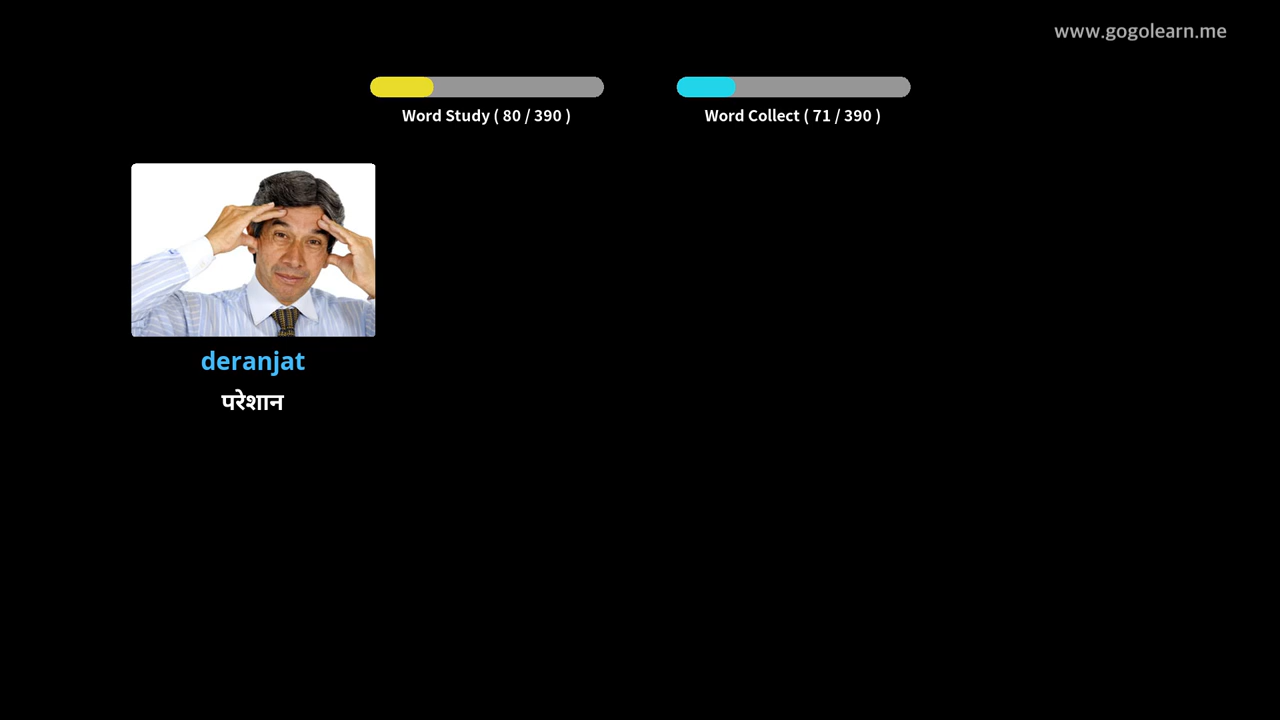 www.gogolearn.me
Word Study ( 80 / 390 )
Word Collect ( 71 / 390 )
deranjat
परेशान